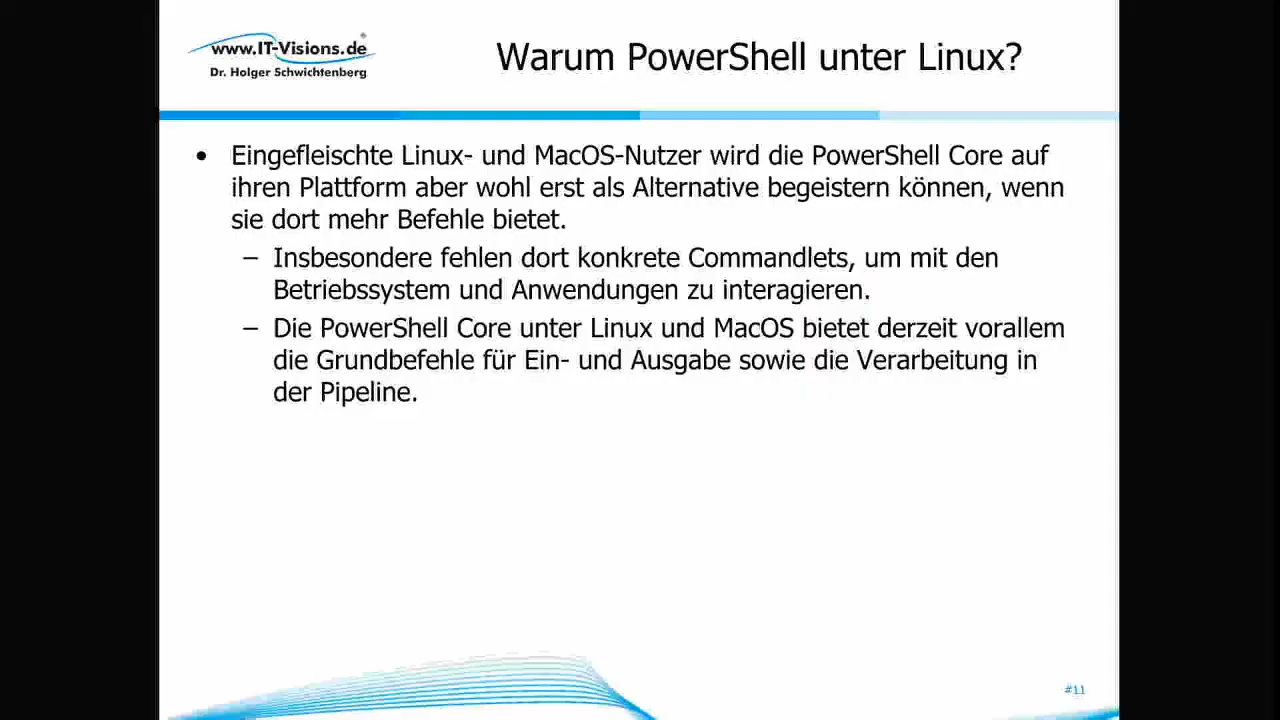 www.IT-Visions.de®
Dr. Holger Schwichtenberg
Warum PowerShell unter Linux?
• Eingefleischte Linux- und MacOS-Nutzer wird die PowerShell Core auf
ihren Plattform aber wohl erst als Alternative begeistern können, wenn
sie dort mehr Befehle bietet.
– Insbesondere fehlen dort konkrete Commandlets, um mit den
Betriebssystem und Anwendungen zu interagieren.
– Die PowerShell Core unter Linux und MacOS bietet derzeit vorallem
die Grundbefehle für Ein- und Ausgabe sowie die Verarbeitung in
der Pipeline.
#11